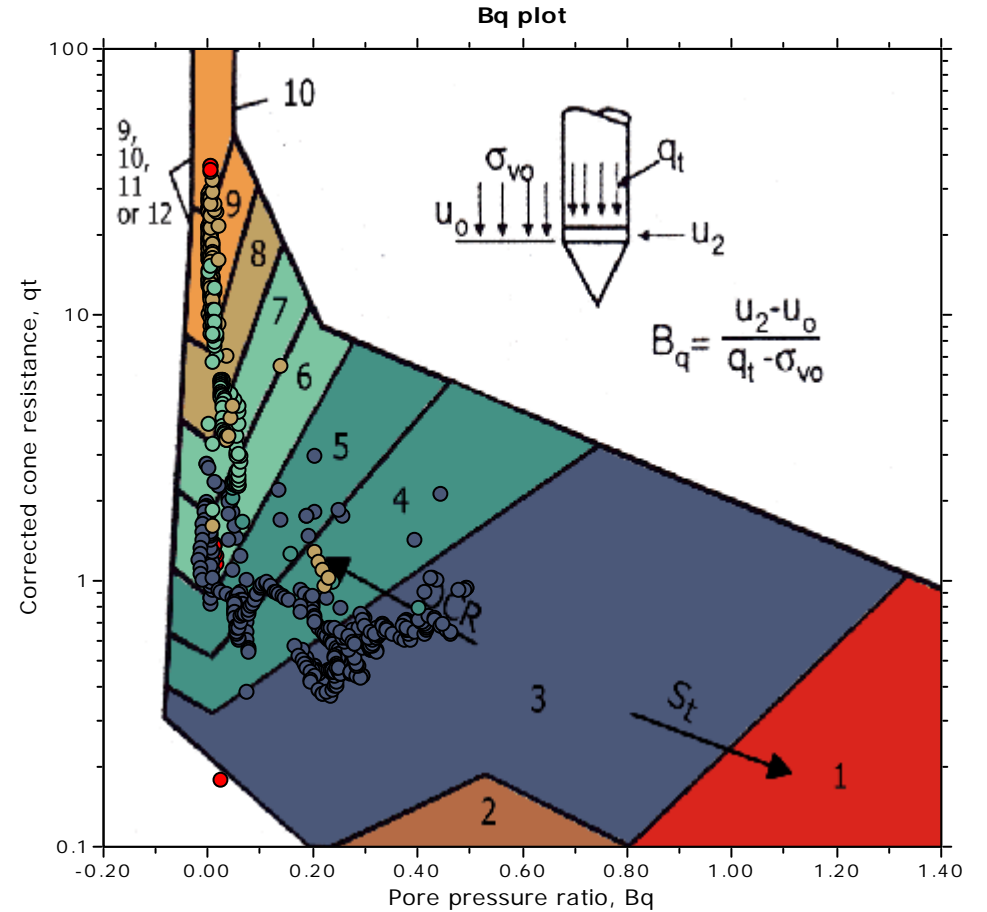 Bq plot
Corrected cone resistance, qt
100
10
1
0.1
-0.20
0.00
0.20
0.40
0.60
0.80
1.00
1.20
1.40
Pore pressure ratio, Bq
10
9,
10,
11
or 12
9
8
7
6
5
4
3
2
1
σvo
qt
uo
u2
Bq= u2-uo
qt -σvo
St